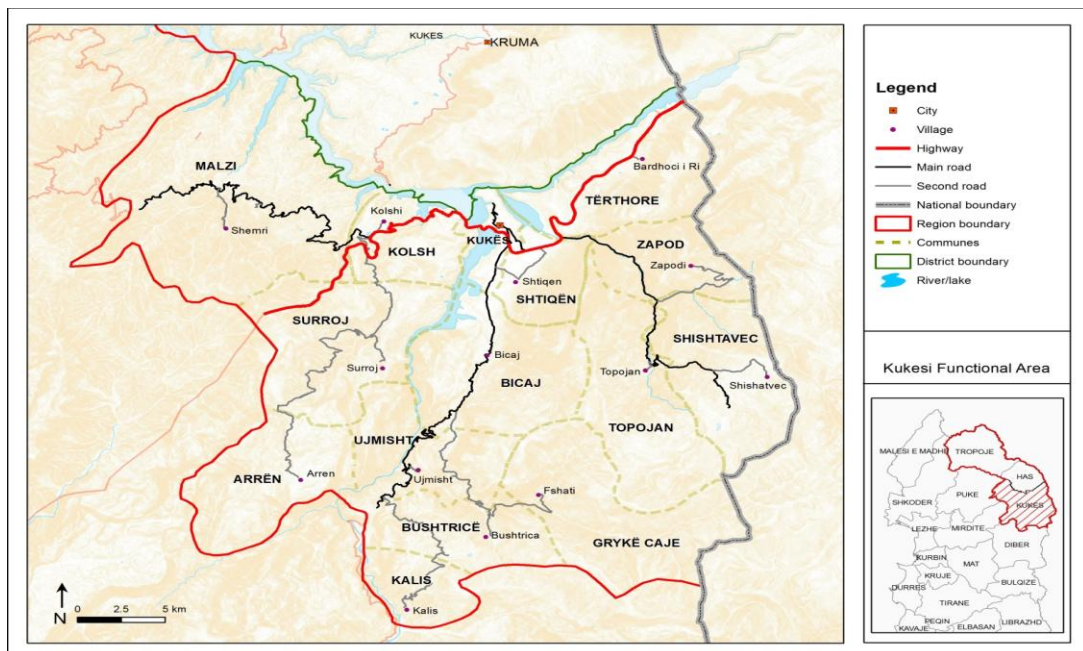 KUKES
KRUMA
MALZI
Bardhoci i Ri
TËRTHORE
Kolshi
Shemri
KOLSH
KUKËS
ZAPOD
Zapodi
Shtiqen
SHTIQËN
SURROJ
SHISHTAVEC
Bicaj
Surroj
Topojan
Shishatvec
BICAJ
TOPOJAN
UJMISHT
Ujmisht
ARRËN
Arren
Fshati
BUSHTRICË
Bushtrica
GRYKË CAJE
KALIS
Kalis
N
0 2.5 5 km
Legend
City
Village
Highway
Main road
Second road
National boundary
Region boundary
Communes
District boundary
River/lake
Kukesi Functional Area
MALESI E MADHE
TROPOJE
HAS
SHKODER
PUKE
KUKES
LEZHE
MIRDITE
DIBER
KURBIN
MAT
KRUJE
DURRES
BULQIZE
TIRANE
PEQIN
KAVAJE
ELBASAN
LIBRAZHD